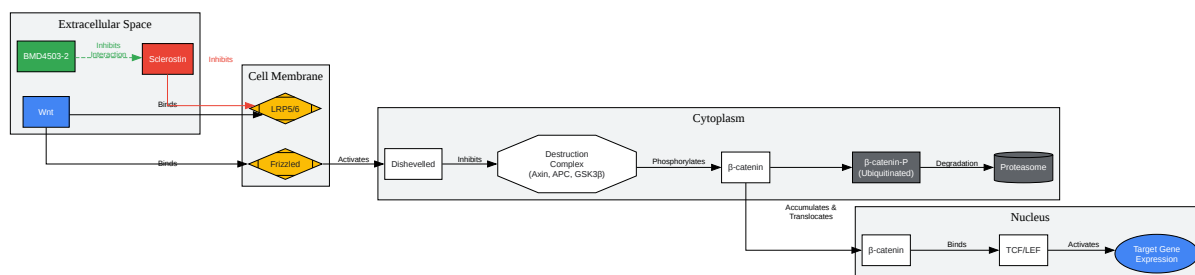 Extracellular Space
BMD4503-2
Inhibits
Interaction
Sclerostin
Inhibits
Wnt
Binds
Binds
Cell Membrane
LRP5/6
Frizzled
Activates
Cytoplasm
Dishevelled
Inhibits
Destruction
Complex
(Axin, APC, GSK3β)
Phosphorylates
β-catenin
β-catenin-P
(Ubiquitinated)
Degradation
Proteasome
Accumulates &
Translocates
Nucleus
β-catenin
Binds
TCF/LEF
Activates
Target Gene
Expression